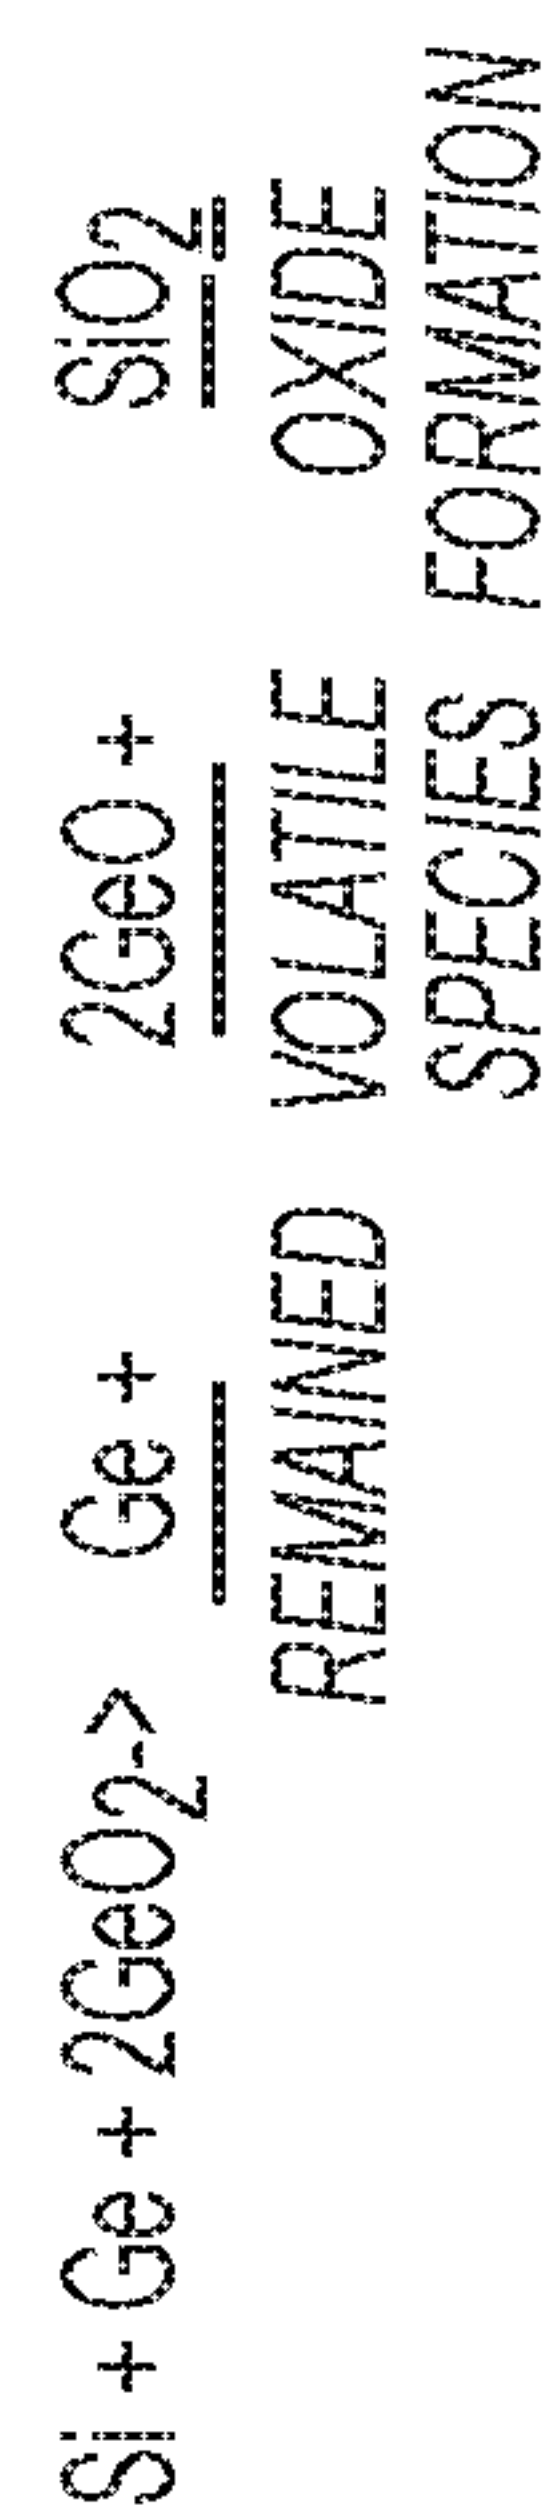 Si + Ge + 2GeO2-> Ge + 2GeO + SiO2
REMAINED VOLATILE OXIDE
SPECIES FORMATION